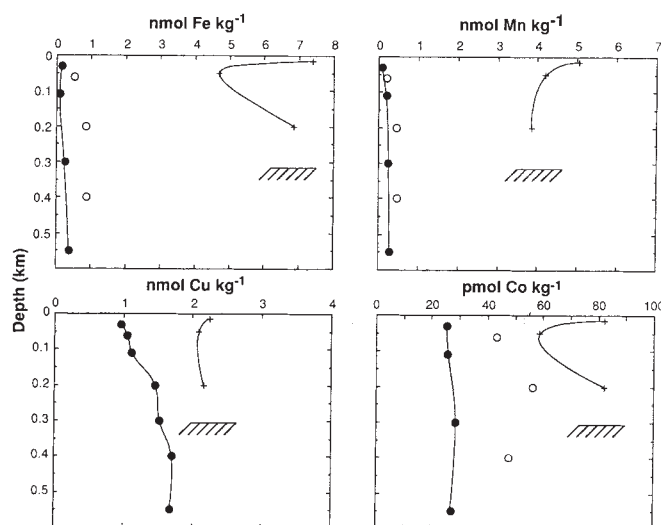 nmol Fe kg⁻¹
0 1 2 3 4 5 6 7 8
0
0.1
0.2
0.3
0.4
0.5
nmol Mn kg⁻¹
0 1 2 3 4 5 6 7
Depth (km)
nmol Cu kg⁻¹
0 1 2 3 4
0
0.1
0.2
0.3
0.4
0.5
pmol Co kg⁻¹
0 20 40 60 80 100